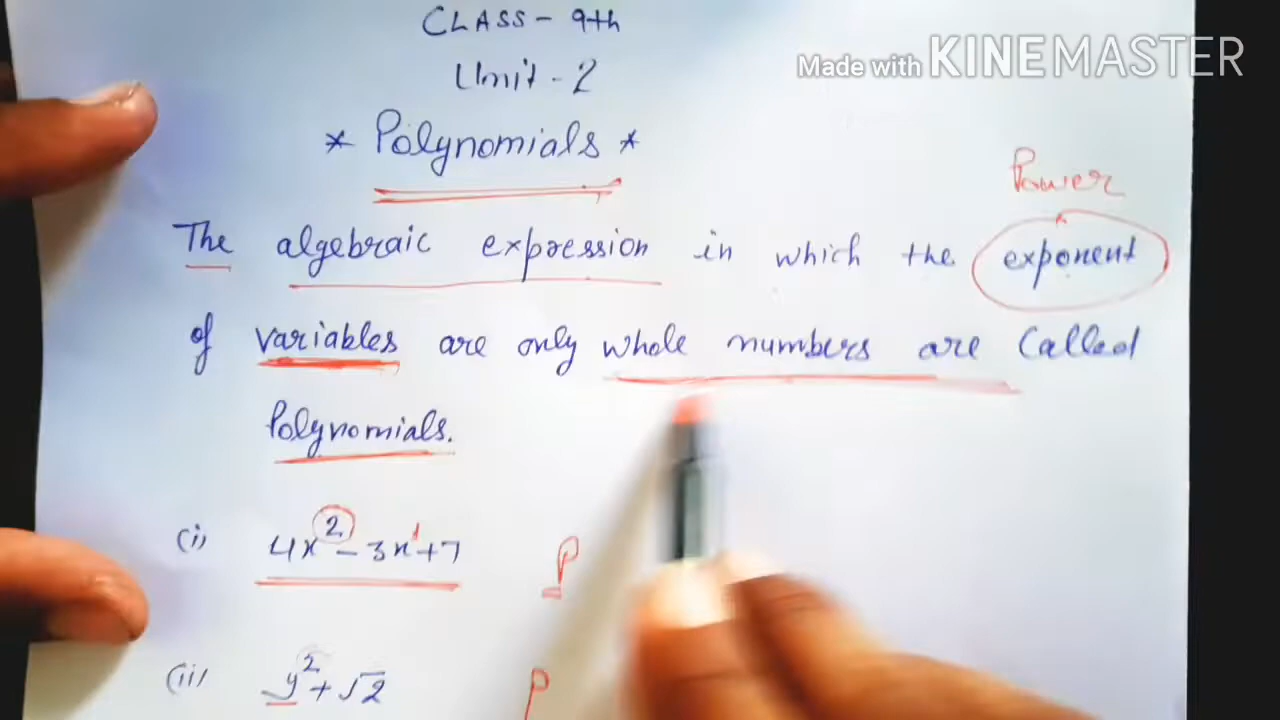 CLASS - 9th
Made with KINEMASTER
Unit - 2
* Polynomials *
Power
The algebraic expression in which the exponent
of variables are only whole numbers are Called
Polynomials.
(i) 4x² - 3x¹ + 7 P
(ii) y² + √2 P